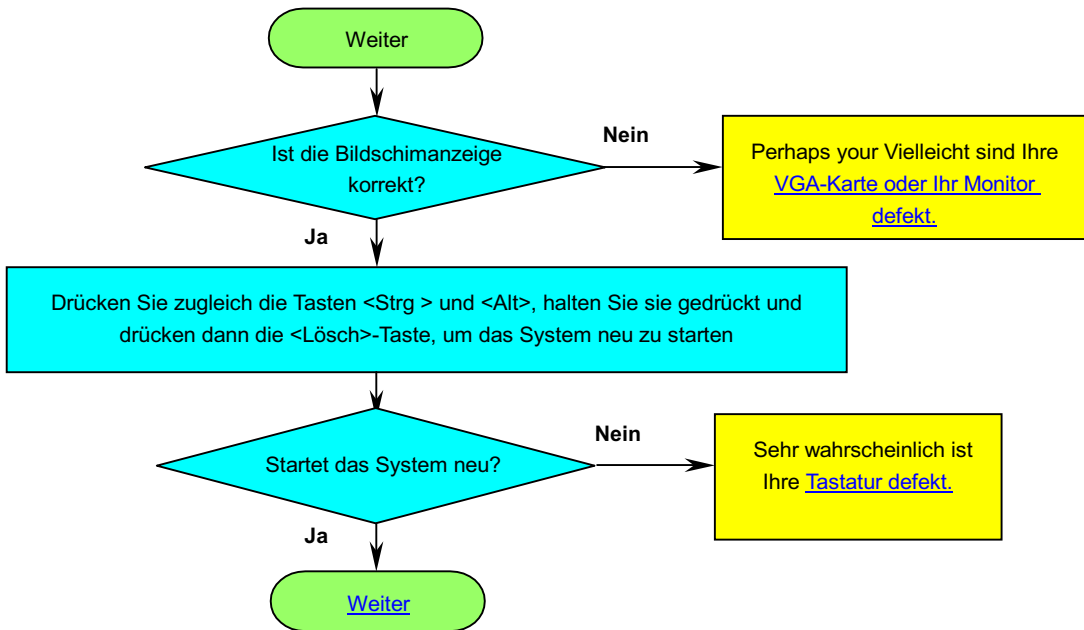 Weiter
Ist die Bildschimanzeige
korrekt?
Nein
Perhaps your Vielleicht sind Ihre
VGA-Karte oder Ihr Monitor
defekt.
Ja
Drücken Sie zugleich die Tasten <Strg > und <Alt>, halten Sie sie gedrückt und
drücken dann die <Lösch>-Taste, um das System neu zu starten
Startet das System neu?
Nein
Sehr wahrscheinlich ist
Ihre Tastatur defekt.
Ja
Weiter